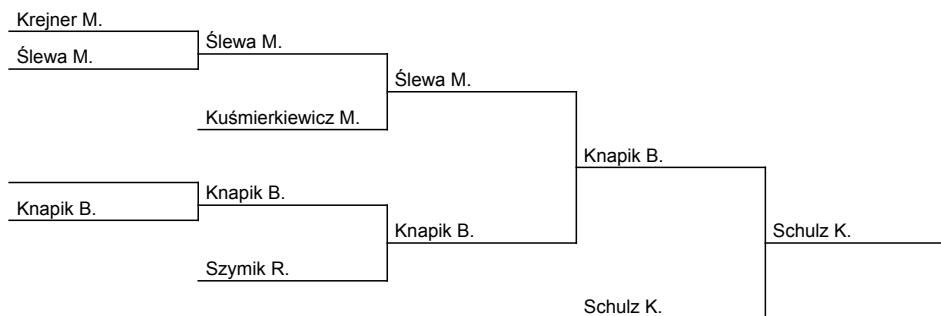 Krejner M.
Ślewa M.
Ślewa M.
Ślewa M.
Kuśmierkiewicz M.
Knapik B.
Knapik B.
Knapik B.
Knapik B.
Schulz K.
Szymik R.
Schulz K.